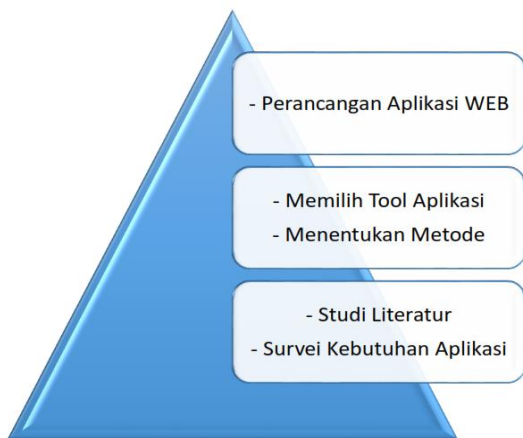 - Perancangan Aplikasi WEB
- Memilih Tool Aplikasi
- Menentukan Metode
- Studi Literatur
- Survei Kebutuhan Aplikasi